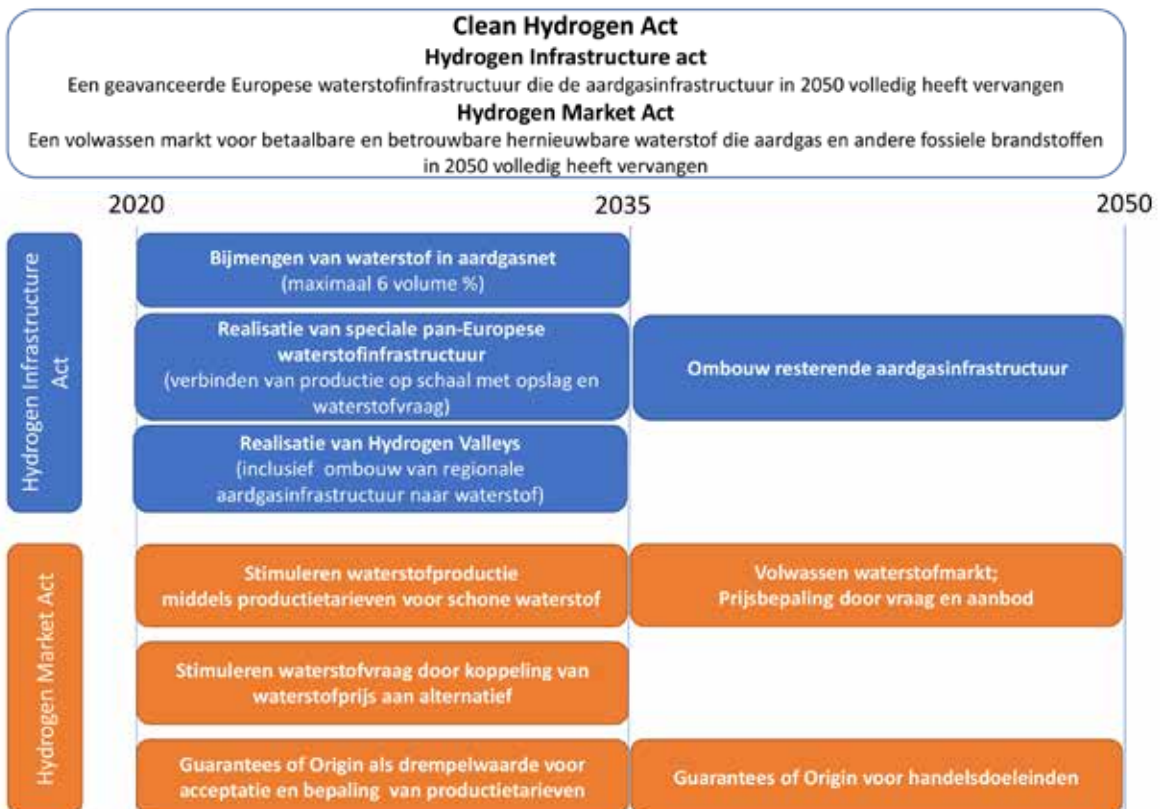 Clean Hydrogen Act
Hydrogen Infrastructure act
Een geavanceerde Europese waterstofinfrastructuur die de aardgasinfrastructuur in 2050 volledig heeft vervangen
Hydrogen Market Act
Een volwassen markt voor betaalbare en betrouwbare hernieuwbare waterstof die aardgas en andere fossiele brandstoffen
in 2050 volledig heeft vervangen
2020
2035
2050
Hydrogen Infrastructure
Act
Bijmengen van waterstof in aardgasnet
(maximaal 6 volume %)
Realisatie van speciale pan-Europese
waterstofinfrastructuur
(verbinden van productie op schaal met opslag en
waterstofvraag)
Ombouw resterende aardgasinfrastructuur
Realisatie van Hydrogen Valleys
(inclusief ombouw van regionale
aardgasinfrastructuur naar waterstof)
Hydrogen Market Act
Stimuleren waterstofproductie
middels productietarieven voor schone waterstof
Volwassen waterstofmarkt;
Prijsbepaling door vraag en aanbod
Stimuleren waterstofvraag door koppeling van
waterstofprijs aan alternatief
Guarantees of Origin als drempelwaarde voor
acceptatie en bepaling van productietarieven
Guarantees of Origin voor handelsdoeleinden